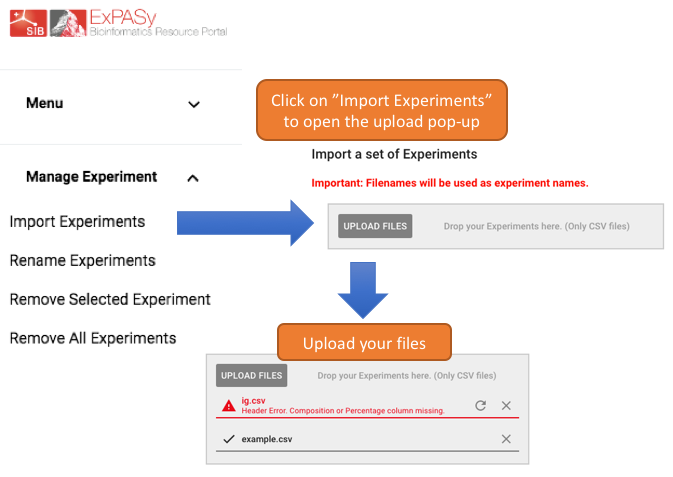 SIB
ExPASy
Bioinformatics Resource Portal
Menu
Click on ”Import Experiments”
to open the upload pop-up
Import a set of Experiments
Manage Experiment
Important: Filenames will be used as experiment names.
Import Experiments
UPLOAD FILES Drop your Experiments here. (Only CSV files)
Rename Experiments
Remove Selected Experiment
Remove All Experiments
Upload your files
UPLOAD FILES Drop your Experiments here. (Only CSV files)
ig.csv
Header Error. Composition or Percentage column missing.
example.csv